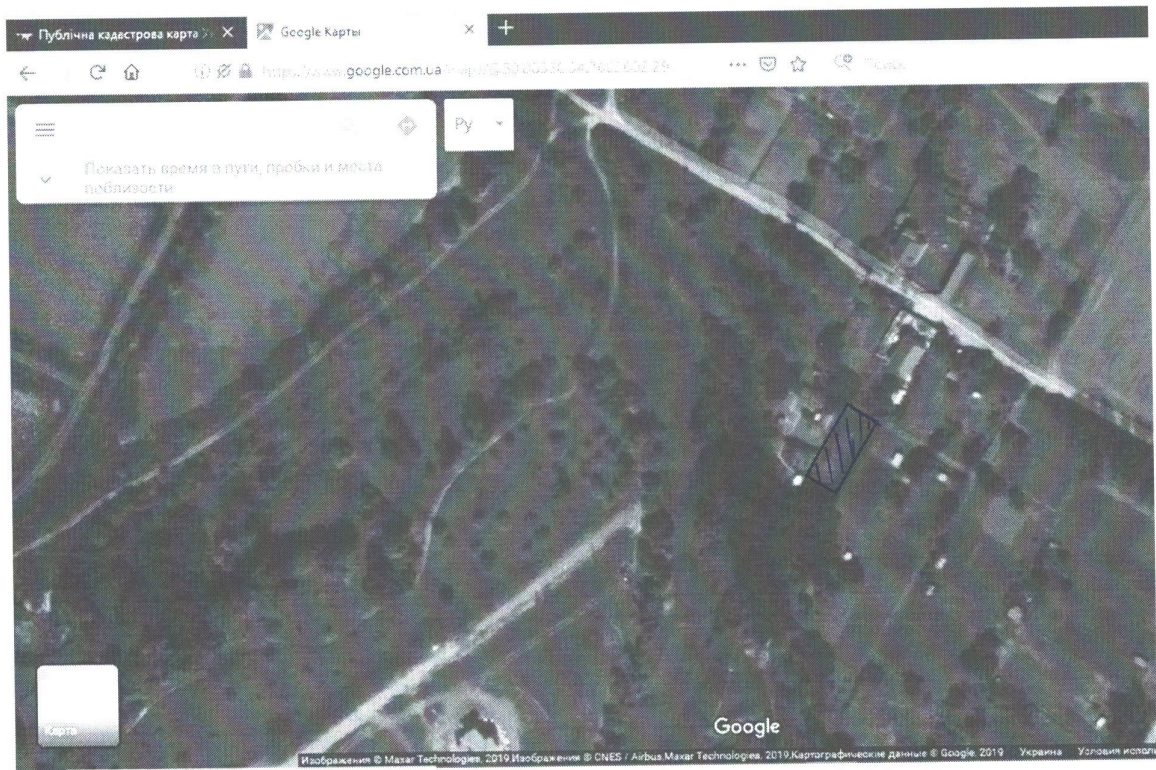 Публічна кадастрова карта
Google Карты
google.com.ua
Ру
Показать время в пути, пробки и места
поблизости
Карта
Google
Изображения © Maxar Technologies, 2019 Изображения © CNES / Airbus, Maxar Technologies, 2019, Картографические данные © Google, 2019 Украина Условия исполь